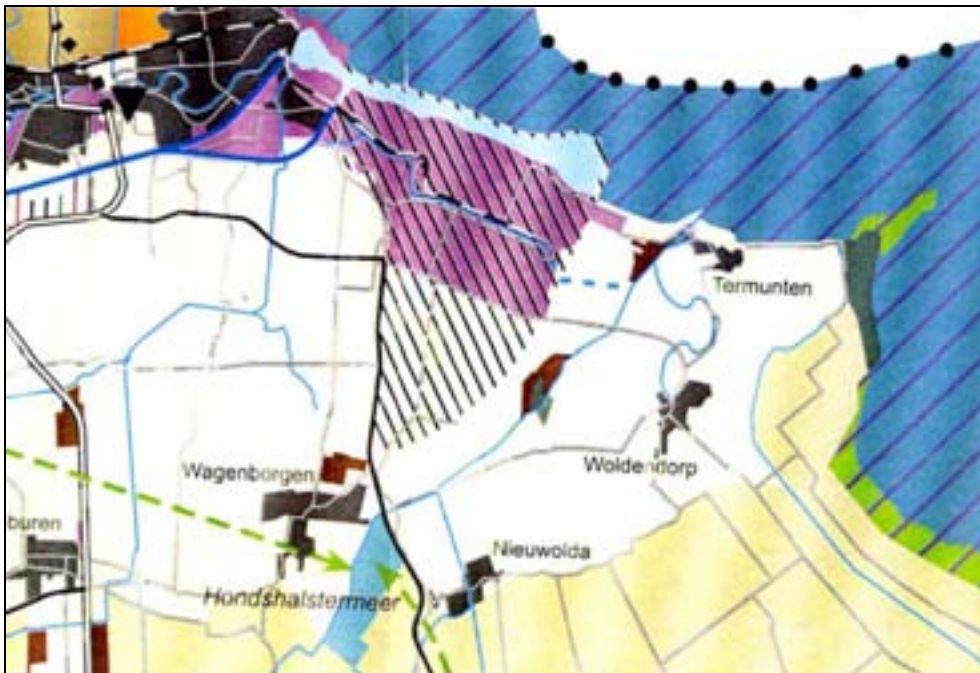 Termunten
Woldendorp
Wagenborgen
buren
Nieuwolda
Hondshalstermeer